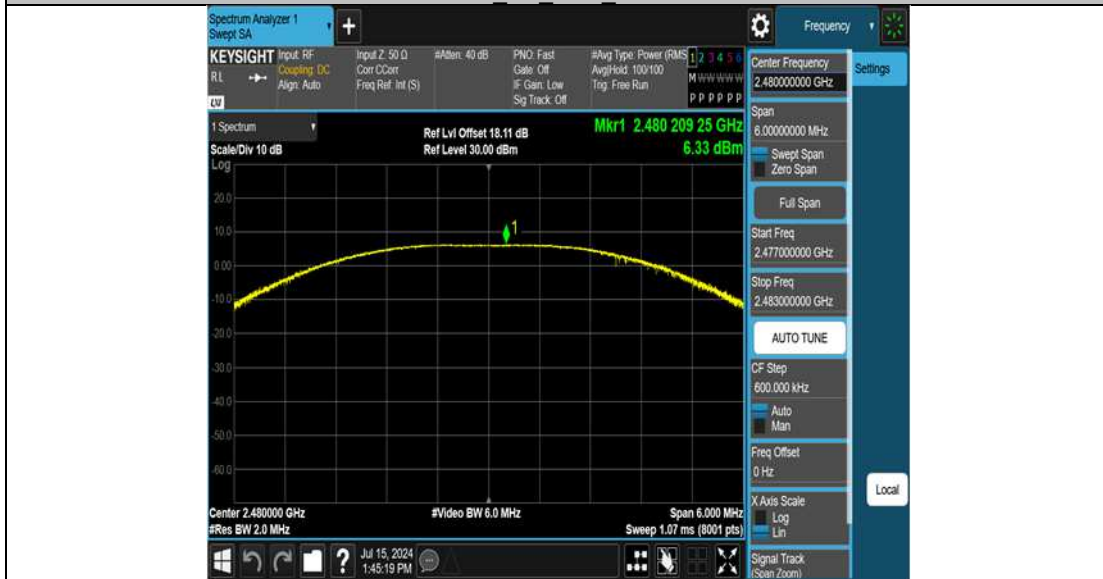 Spectrum Analyzer 1
Swept SA
+
Frequency
KEYSIGHT
RL
Input: RF
Coupling: DC
Align: Auto
Input Z: 50 Ω
Corr CCorr
Freq Ref: Int (S)
#Atten: 40 dB
PNO: Fast
Gate: Off
IF Gain: Low
Sig Track: Off
#Avg Type: Power (RMS
Avg|Hold: 100/100
Trig: Free Run
1 2 3 4 5 6
M W W W W W
P P P P P P
1 Spectrum
Scale/Div 10 dB
Log
Ref Lvl Offset 18.11 dB
Ref Level 30.00 dBm
Mkr1 2.480 209 25 GHz
6.33 dBm
1
20.0
10.0
0.00
-10.0
-20.0
-30.0
-40.0
-50.0
-60.0
Center 2.480000 GHz
#Res BW 2.0 MHz
#Video BW 6.0 MHz
Span 6.000 MHz
Sweep 1.07 ms (8001 pts)
?
Jul 15, 2024
1:45:19 PM
Center Frequency
2.480000000 GHz
Span
6.00000000 MHz
Swept Span
Zero Span
Full Span
Start Freq
2.477000000 GHz
Stop Freq
2.483000000 GHz
AUTO TUNE
CF Step
600.000 kHz
Auto
Man
Freq Offset
0 Hz
X Axis Scale
Log
Lin
Signal Track
(Span Zoom)
Settings
Local